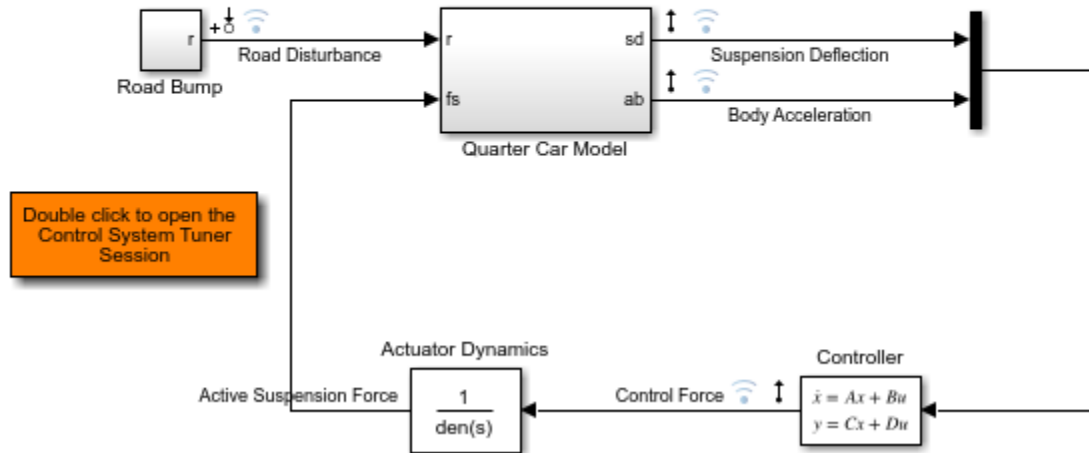 r
Road Bump
Road Disturbance
r
fs
sd
ab
Quarter Car Model
Suspension Deflection
Body Acceleration
Double click to open the
Control System Tuner
Session
Actuator Dynamics
Active Suspension Force
1
den(s)
Control Force
Controller
ẋ = Ax + Bu
y = Cx + Du